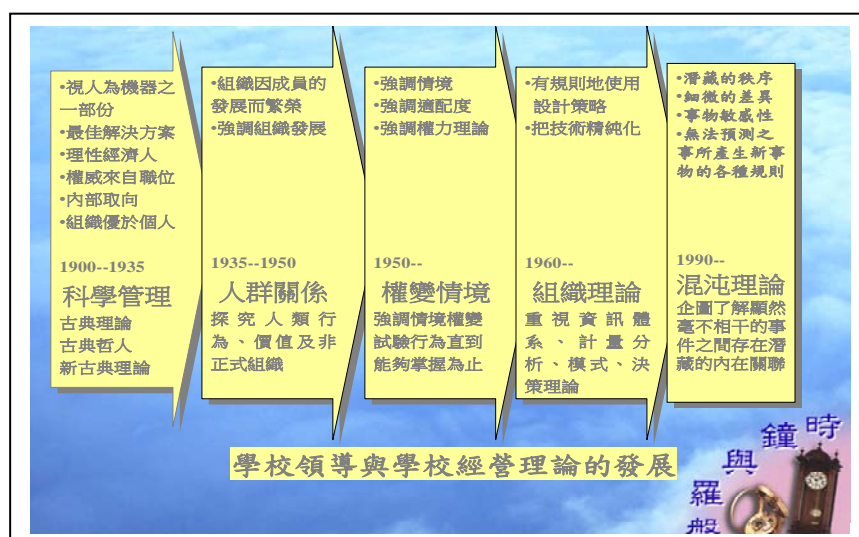 •視人為機器之
一部份
•最佳解決方案
•理性經濟人
•權威來自職位
•內部取向
•組織優於個人
1900--1935
科學管理
古典理論
古典哲人
新古典理論
•組織因成員的
發展而繁榮
•強調組織發展
1935--1950
人群關係
探究人類行
為、價值及非
正式組織
•強調情境
•強調適配度
•強調權力理論
1950--
權變情境
強調情境權變
試驗行為直到
能夠掌握為止
•有規則地使用
設計策略
•把技術精純化
1960--
組織理論
重視資訊體
系、計量分
析、模式、決
策理論
•潛藏的秩序
•細微的差異
•事物敏感性
•無法預測之
事所產生新事
物的各種規則
1990--
混沌理論
企圖了解顯然
毫不相干的事
件之間存在潛
藏的內在關聯
學校領導與學校經營理論的發展
時鐘與羅盤